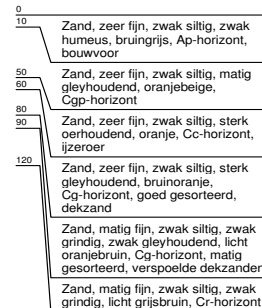 0
10
Zand, zeer fijn, zwak siltig, zwak
humeus, bruingrijs, Ap-horizont,
bouwvoor
50
Zand, zeer fijn, zwak siltig, matig
gleyhoudend, oranjebeige,
Cgp-horizont
60
Zand, zeer fijn, zwak siltig, sterk
oerhoudend, oranje, Cc-horizont,
ijzeroer
80
90
Zand, zeer fijn, zwak siltig, sterk
gleyhoudend, bruinoranje,
Cg-horizont, goed gesorteerd,
dekzand
120
Zand, matig fijn, zwak siltig, zwak
grindig, zwak gleyhoudend, licht
oranjebruin, Cg-horizont, matig
gesorteerd, verspoelde dekzanden
Zand, matig fijn, zwak siltig, zwak
grindig, licht grijsbruin, Cr-horizont